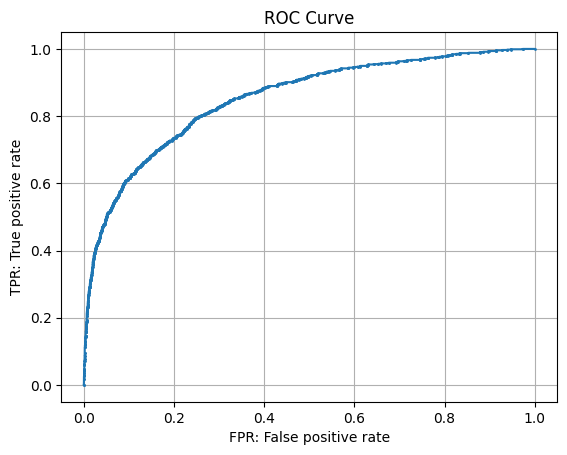 ROC Curve
TPR: True positive rate
1.0
0.8
0.6
0.4
0.2
0.0
0.0 0.2 0.4 0.6 0.8 1.0
FPR: False positive rate